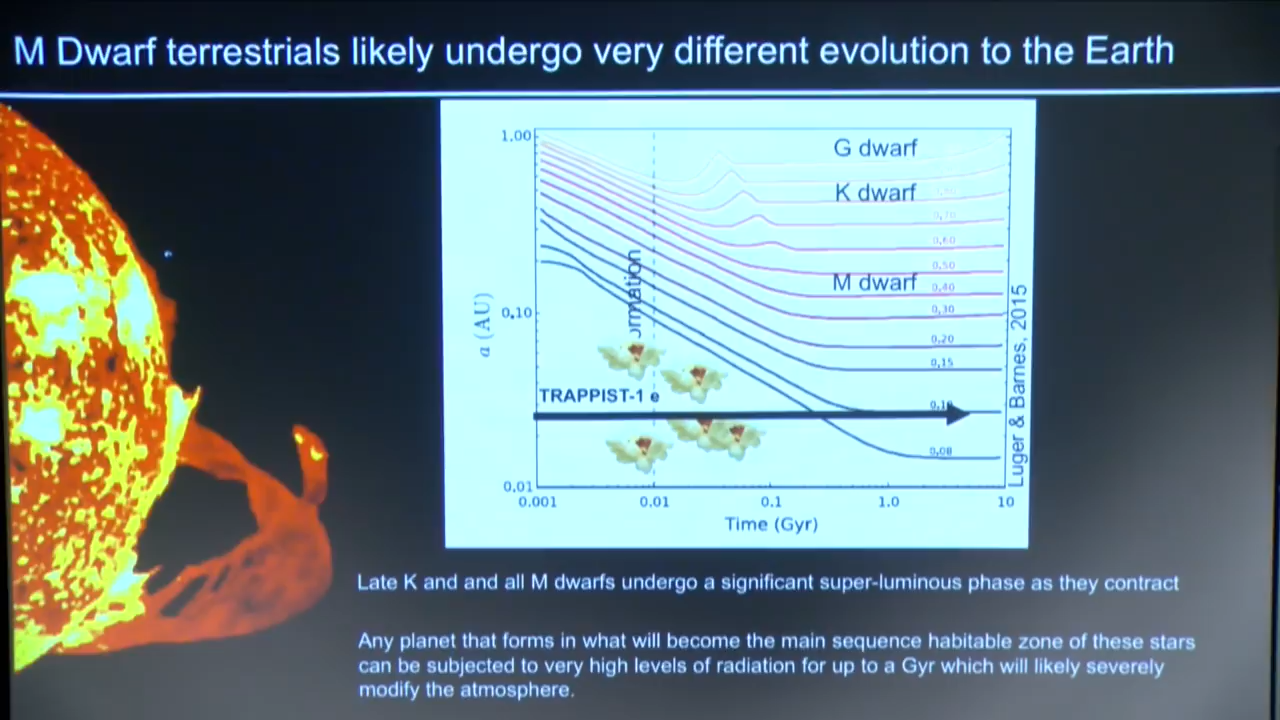 M Dwarf terrestrials likely undergo very different evolution to the Earth
1.00
G dwarf
K dwarf
0.70
0.60
0.50
M dwarf
0.40
0.30
0.10
0.20
0.15
TRAPPIST-1 e
0.08
0.01
0.001
0.01
0.1
1.0
10
a (AU)
Time (Gyr)
ormation
Luger & Barnes, 2015
Late K and and all M dwarfs undergo a significant super-luminous phase as they contract
Any planet that forms in what will become the main sequence habitable zone of these stars
can be subjected to very high levels of radiation for up to a Gyr which will likely severely
modify the atmosphere.